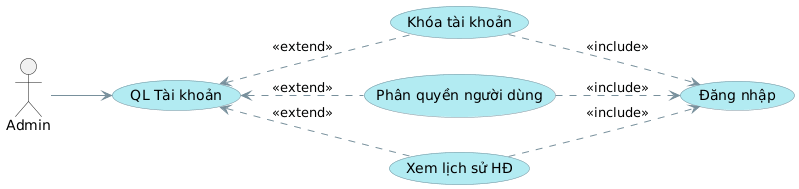 Khóa tài khoản
«extend»
«include»
Admin
QL Tài khoản
«extend»
Phân quyền người dùng
«include»
Đăng nhập
«extend»
«include»
Xem lịch sử HĐ